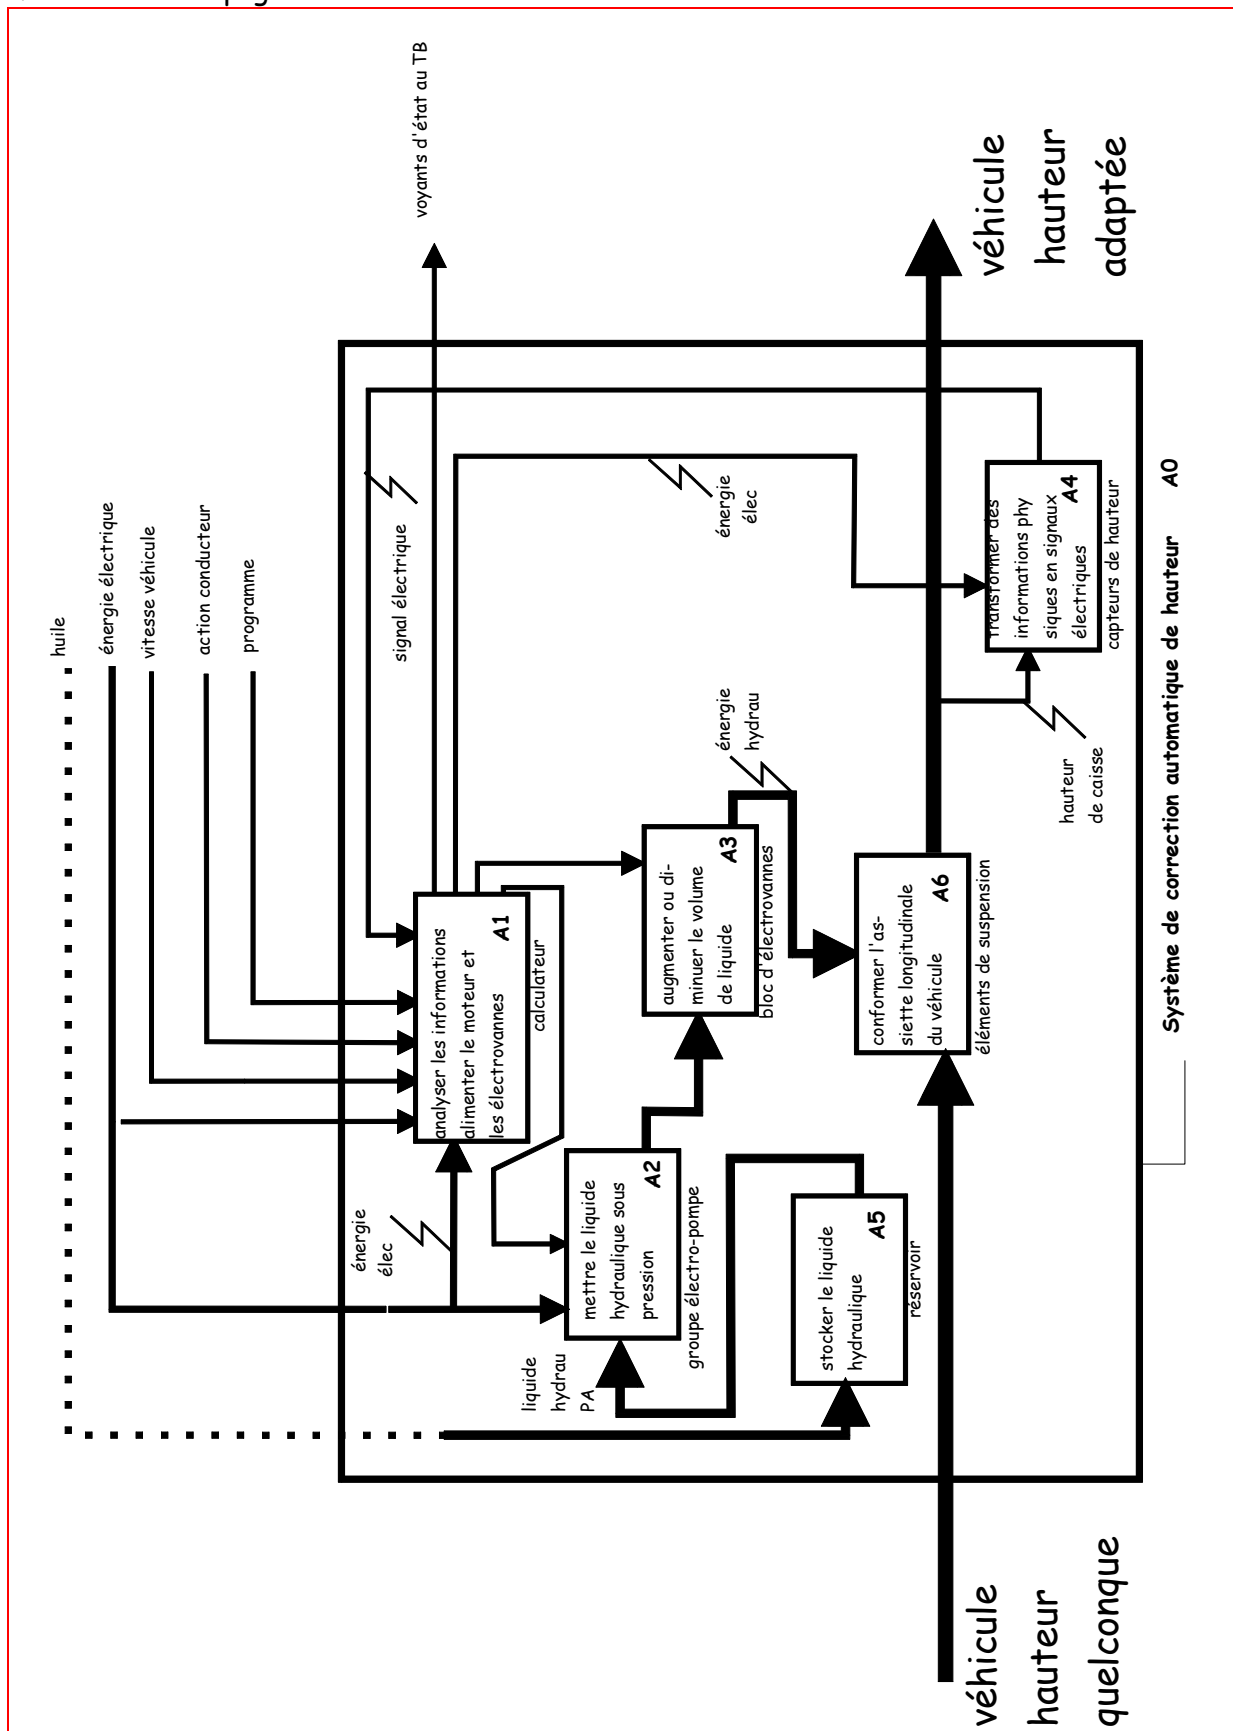 huile
énergie électrique
vitesse véhicule
action conducteur
programme
voyants d'état au TB
signal électrique
énergie
élec
énergie
élec
analyser les informations
alimenter le moteur et
les électrovannes
A1
calculateur
liquide
hydrau
PA
mettre le liquide
hydraulique sous
pression
A2
groupe électro-pompe
augmenter ou di-
minuer le volume
de liquide
A3
bloc d'électrovannes
énergie
hydrau
stocker le liquide
hydraulique
A5
réservoir
conformer l'as-
siette longitudinale
du véhicule
A6
éléments de suspension
transformer des
informations phy
siques en signaux
électriques
A4
capteurs de hauteur
hauteur
de caisse
véhicule
hauteur
quelconque
véhicule
hauteur
adaptée
Système de correction automatique de hauteur A0